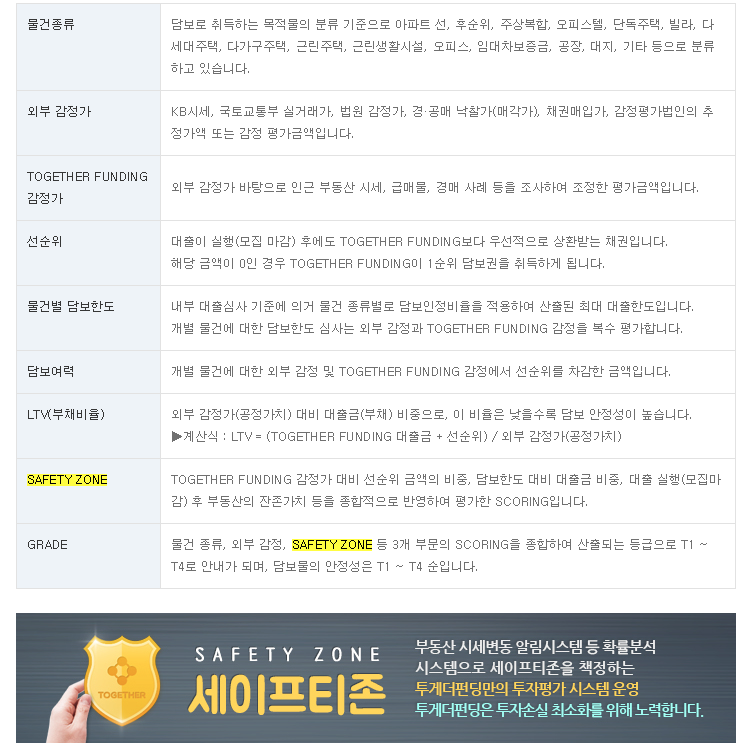 물건종류
담보로 취득하는 목적물의 분류 기준으로 아파트 선, 후순위, 주상복합, 오피스텔, 단독주택, 빌라, 다
세대주택, 다가구주택, 근린주택, 근린생활시설, 오피스, 임대차보증금, 공장, 대지, 기타 등으로 분류
하고 있습니다.
외부 감정가
KB시세, 국토교통부 실거래가, 법원 감정가, 경·공매 낙찰가(매각가), 채권매입가, 감정평가법인의 추
정가액 또는 감정 평가금액입니다.
TOGETHER FUNDING
감정가
외부 감정가 바탕으로 인근 부동산 시세, 급매물, 경매 사례 등을 조사하여 조정한 평가금액입니다.
선순위
대출이 실행(모집 마감) 후에도 TOGETHER FUNDING보다 우선적으로 상환받는 채권입니다.
해당 금액이 0인 경우 TOGETHER FUNDING이 1순위 담보권을 취득하게 됩니다.
물건별 담보한도
내부 대출심사 기준에 의거 물건 종류별로 담보인정비율을 적용하여 산출된 최대 대출한도입니다.
개별 물건에 대한 담보한도 심사는 외부 감정과 TOGETHER FUNDING 감정을 복수 평가합니다.
담보여력
개별 물건에 대한 외부 감정 및 TOGETHER FUNDING 감정에서 선순위를 차감한 금액입니다.
LTV(부채비율)
외부 감정가(공정가치) 대비 대출금(부채) 비중으로, 이 비율은 낮을수록 담보 안정성이 높습니다.
▶계산식 : LTV = (TOGETHER FUNDING 대출금 + 선순위) / 외부 감정가(공정가치)
SAFETY ZONE
TOGETHER FUNDING 감정가 대비 선순위 금액의 비중, 담보한도 대비 대출금 비중, 대출 실행(모집마
감) 후 부동산의 잔존가치 등을 종합적으로 반영하여 평가한 SCORING입니다.
GRADE
물건 종류, 외부 감정, SAFETY ZONE 등 3개 부문의 SCORING을 종합하여 산출되는 등급으로 T1 ~
T4로 안내가 되며, 담보물의 안정성은 T1 ~ T4 순입니다.
TOGETHER
SAFETY ZONE
세이프티존
부동산 시세변동 알림시스템 등 확률분석
시스템으로 세이프티존을 책정하는
투게더펀딩만의 투자평가 시스템 운영
투게더펀딩은 투자손실 최소화를 위해 노력합니다.